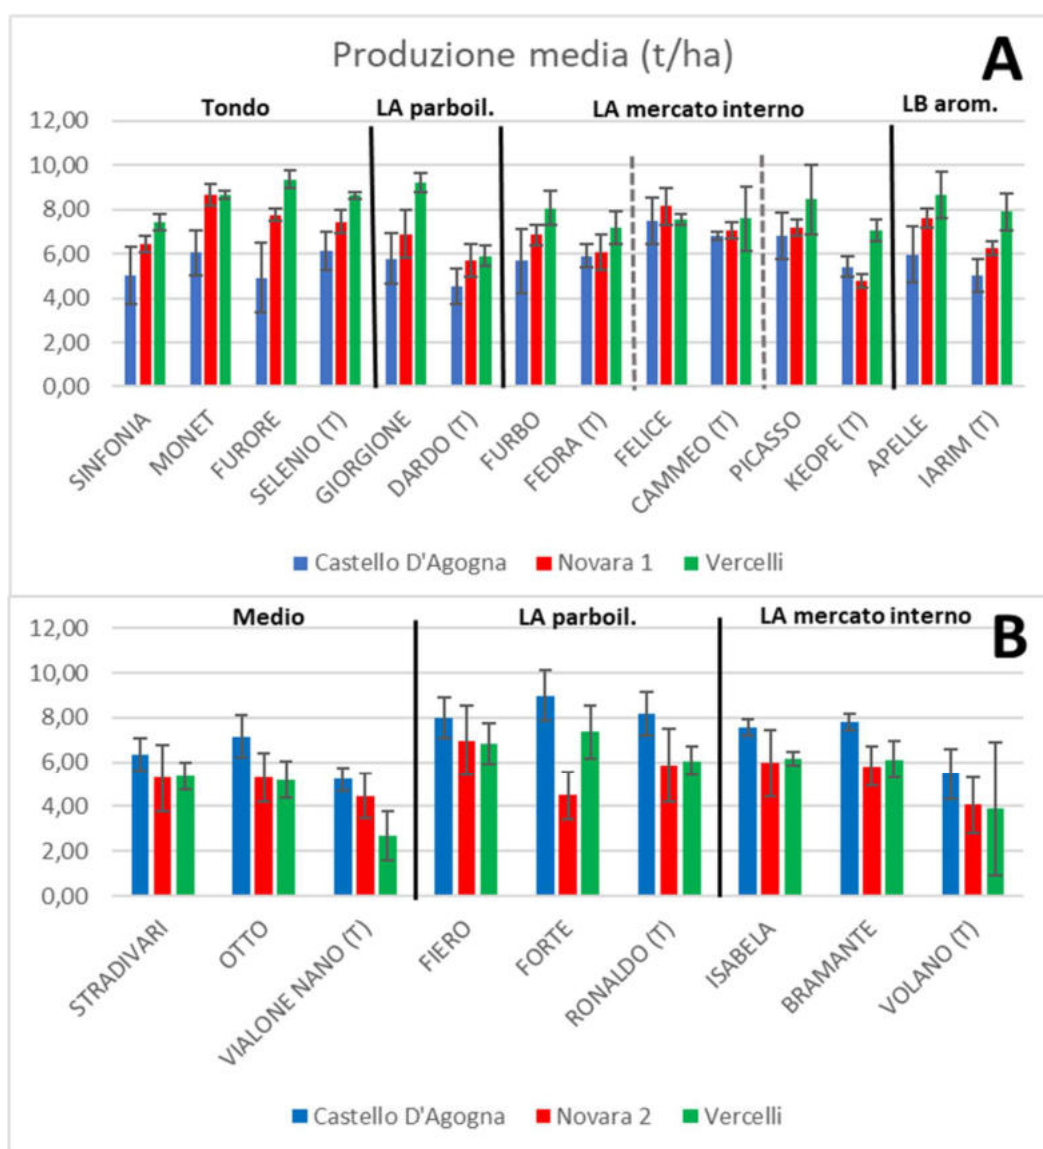 Produzione media (t/ha)
A
Tondo
LA parboil.
LA mercato interno
LB arom.
12,00
10,00
8,00
6,00
4,00
2,00
0,00
SINFONIA
MONET
FURORE
SELENIO (T)
GIORGIONE
DARDO (T)
FURBO
FEDRA (T)
FELICE
CAMMEO (T)
PICASSO
KEOPE (T)
APELLE
IARIM (T)
Castello D'Agogna
Novara 1
Vercelli
B
Medio
LA parboil.
LA mercato interno
12,00
10,00
8,00
6,00
4,00
2,00
0,00
STRADIVARI
OTTO
VIALONE NANO (T)
FIERO
FORTE
RONALDO (T)
ISABELA
BRAMANTE
VOLANO (T)
Castello D'Agogna
Novara 2
Vercelli